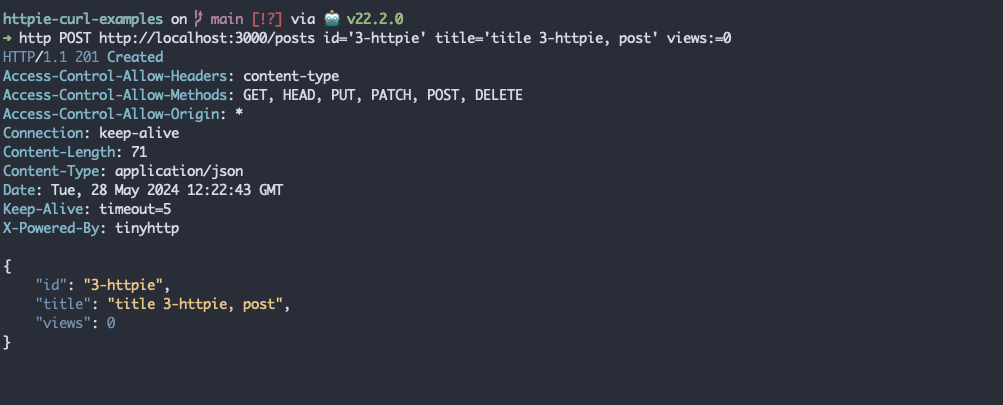 httpie-curl-examples on main [!?] via 🤖 v22.2.0
➜ http POST http://localhost:3000/posts id='3-httpie' title='title 3-httpie, post' views:=0
HTTP/1.1 201 Created
Access-Control-Allow-Headers: content-type
Access-Control-Allow-Methods: GET, HEAD, PUT, PATCH, POST, DELETE
Access-Control-Allow-Origin: *
Connection: keep-alive
Content-Length: 71
Content-Type: application/json
Date: Tue, 28 May 2024 12:22:43 GMT
Keep-Alive: timeout=5
X-Powered-By: tinyhttp

{
    "id": "3-httpie",
    "title": "title 3-httpie, post",
    "views": 0
}